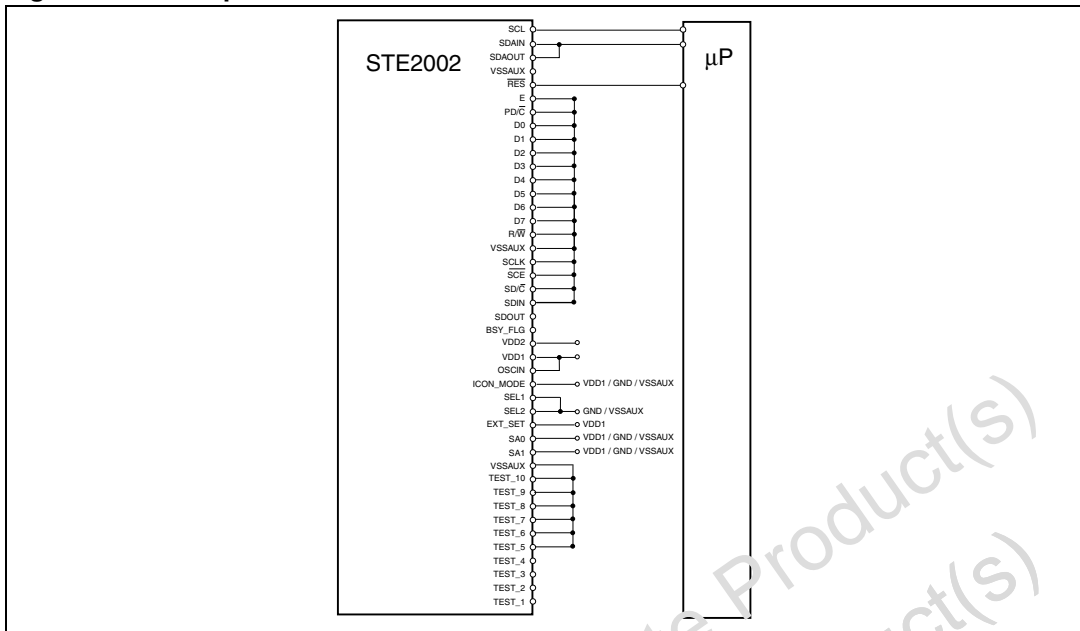 STE2002
μP
SCL
SDAIN
SDAOUT
VSSAUX
RES
E
PD/C
D0
D1
D2
D3
D4
D5
D6
D7
R/W
VSSAUX
SCLK
SCE
SD/C
SDIN
SDOUT
BSY_FLG
VDD2
VDD1
OSCIN
ICON_MODE VDD1 / GND / VSSAUX
SEL1
SEL2 GND / VSSAUX
EXT_SET VDD1
SA0 VDD1 / GND / VSSAUX
SA1 VDD1 / GND / VSSAUX
VSSAUX
TEST_10
TEST_9
TEST_8
TEST_7
TEST_6
TEST_5
TEST_4
TEST_3
TEST_2
TEST_1
Product(s)